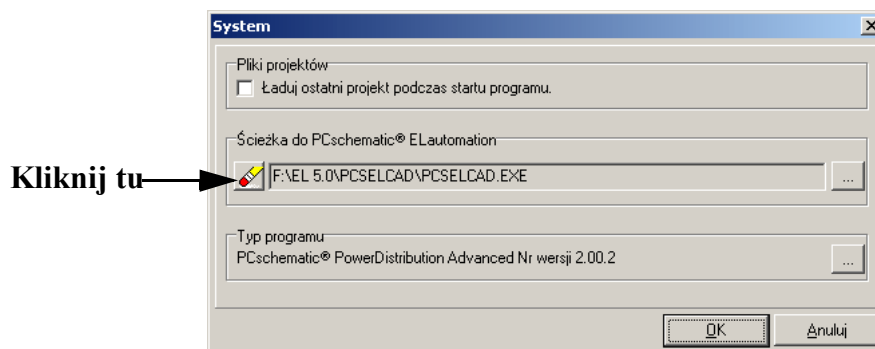 System
Pliki projektów
Ładuj ostatni projekt podczas startu programu.
Ścieżka do PCschematic® ELautomation
Kliknij tu
F:\EL 5.0\PCSELCAD\PCSELCAD.EXE
...
Typ programu
PCschematic® PowerDistribution Advanced Nr wersji 2.00.2
...
OK
Anuluj